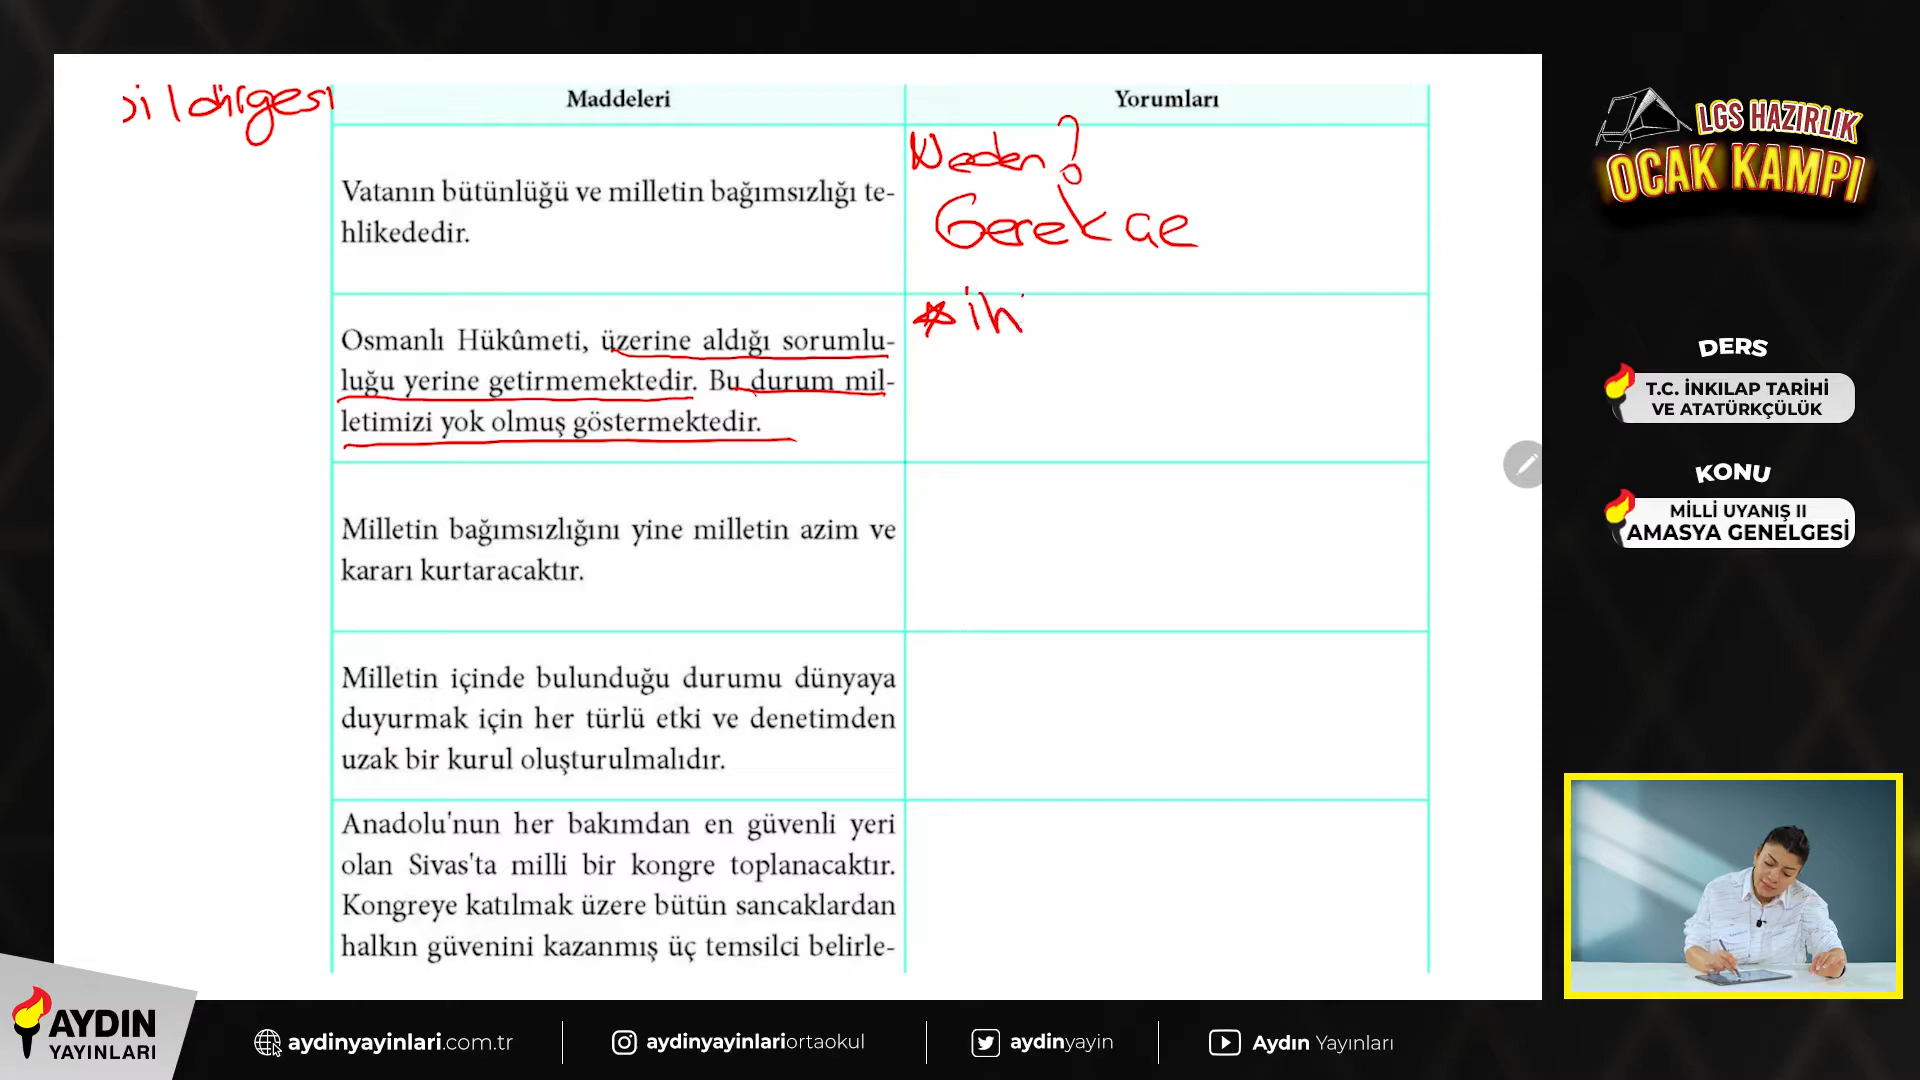 bildirgesi
Maddeleri
Yorumları
Vatanın bütünlüğü ve milletin bağımsızlığı te-
hlikededir.
Neden?
Gerekçe
Osmanlı Hükûmeti, üzerine aldığı sorumlu-
luğu yerine getirmemektedir. Bu durum mil-
letimizi yok olmuş göstermektedir.
* ih
Milletin bağımsızlığını yine milletin azim ve
kararı kurtaracaktır.
Milletin içinde bulunduğu durumu dünyaya
duyurmak için her türlü etki ve denetimden
uzak bir kurul oluşturulmalıdır.
Anadolu'nun her bakımdan en güvenli yeri
olan Sivas'ta milli bir kongre toplanacaktır.
Kongreye katılmak üzere bütün sancaklardan
halkın güvenini kazanmış üç temsilci belirle-
LGS HAZIRLIK
OCAK KAMPI
DERS
T.C. İNKILAP TARİHİ
VE ATATÜRKÇÜLÜK
KONU
MİLLİ UYANIŞ II
AMASYA GENELGESİ
AYDIN
YAYINLARI
aydinyayinlari.com.tr
aydinyayinlariortaokul
aydinyayin
Aydın Yayınları